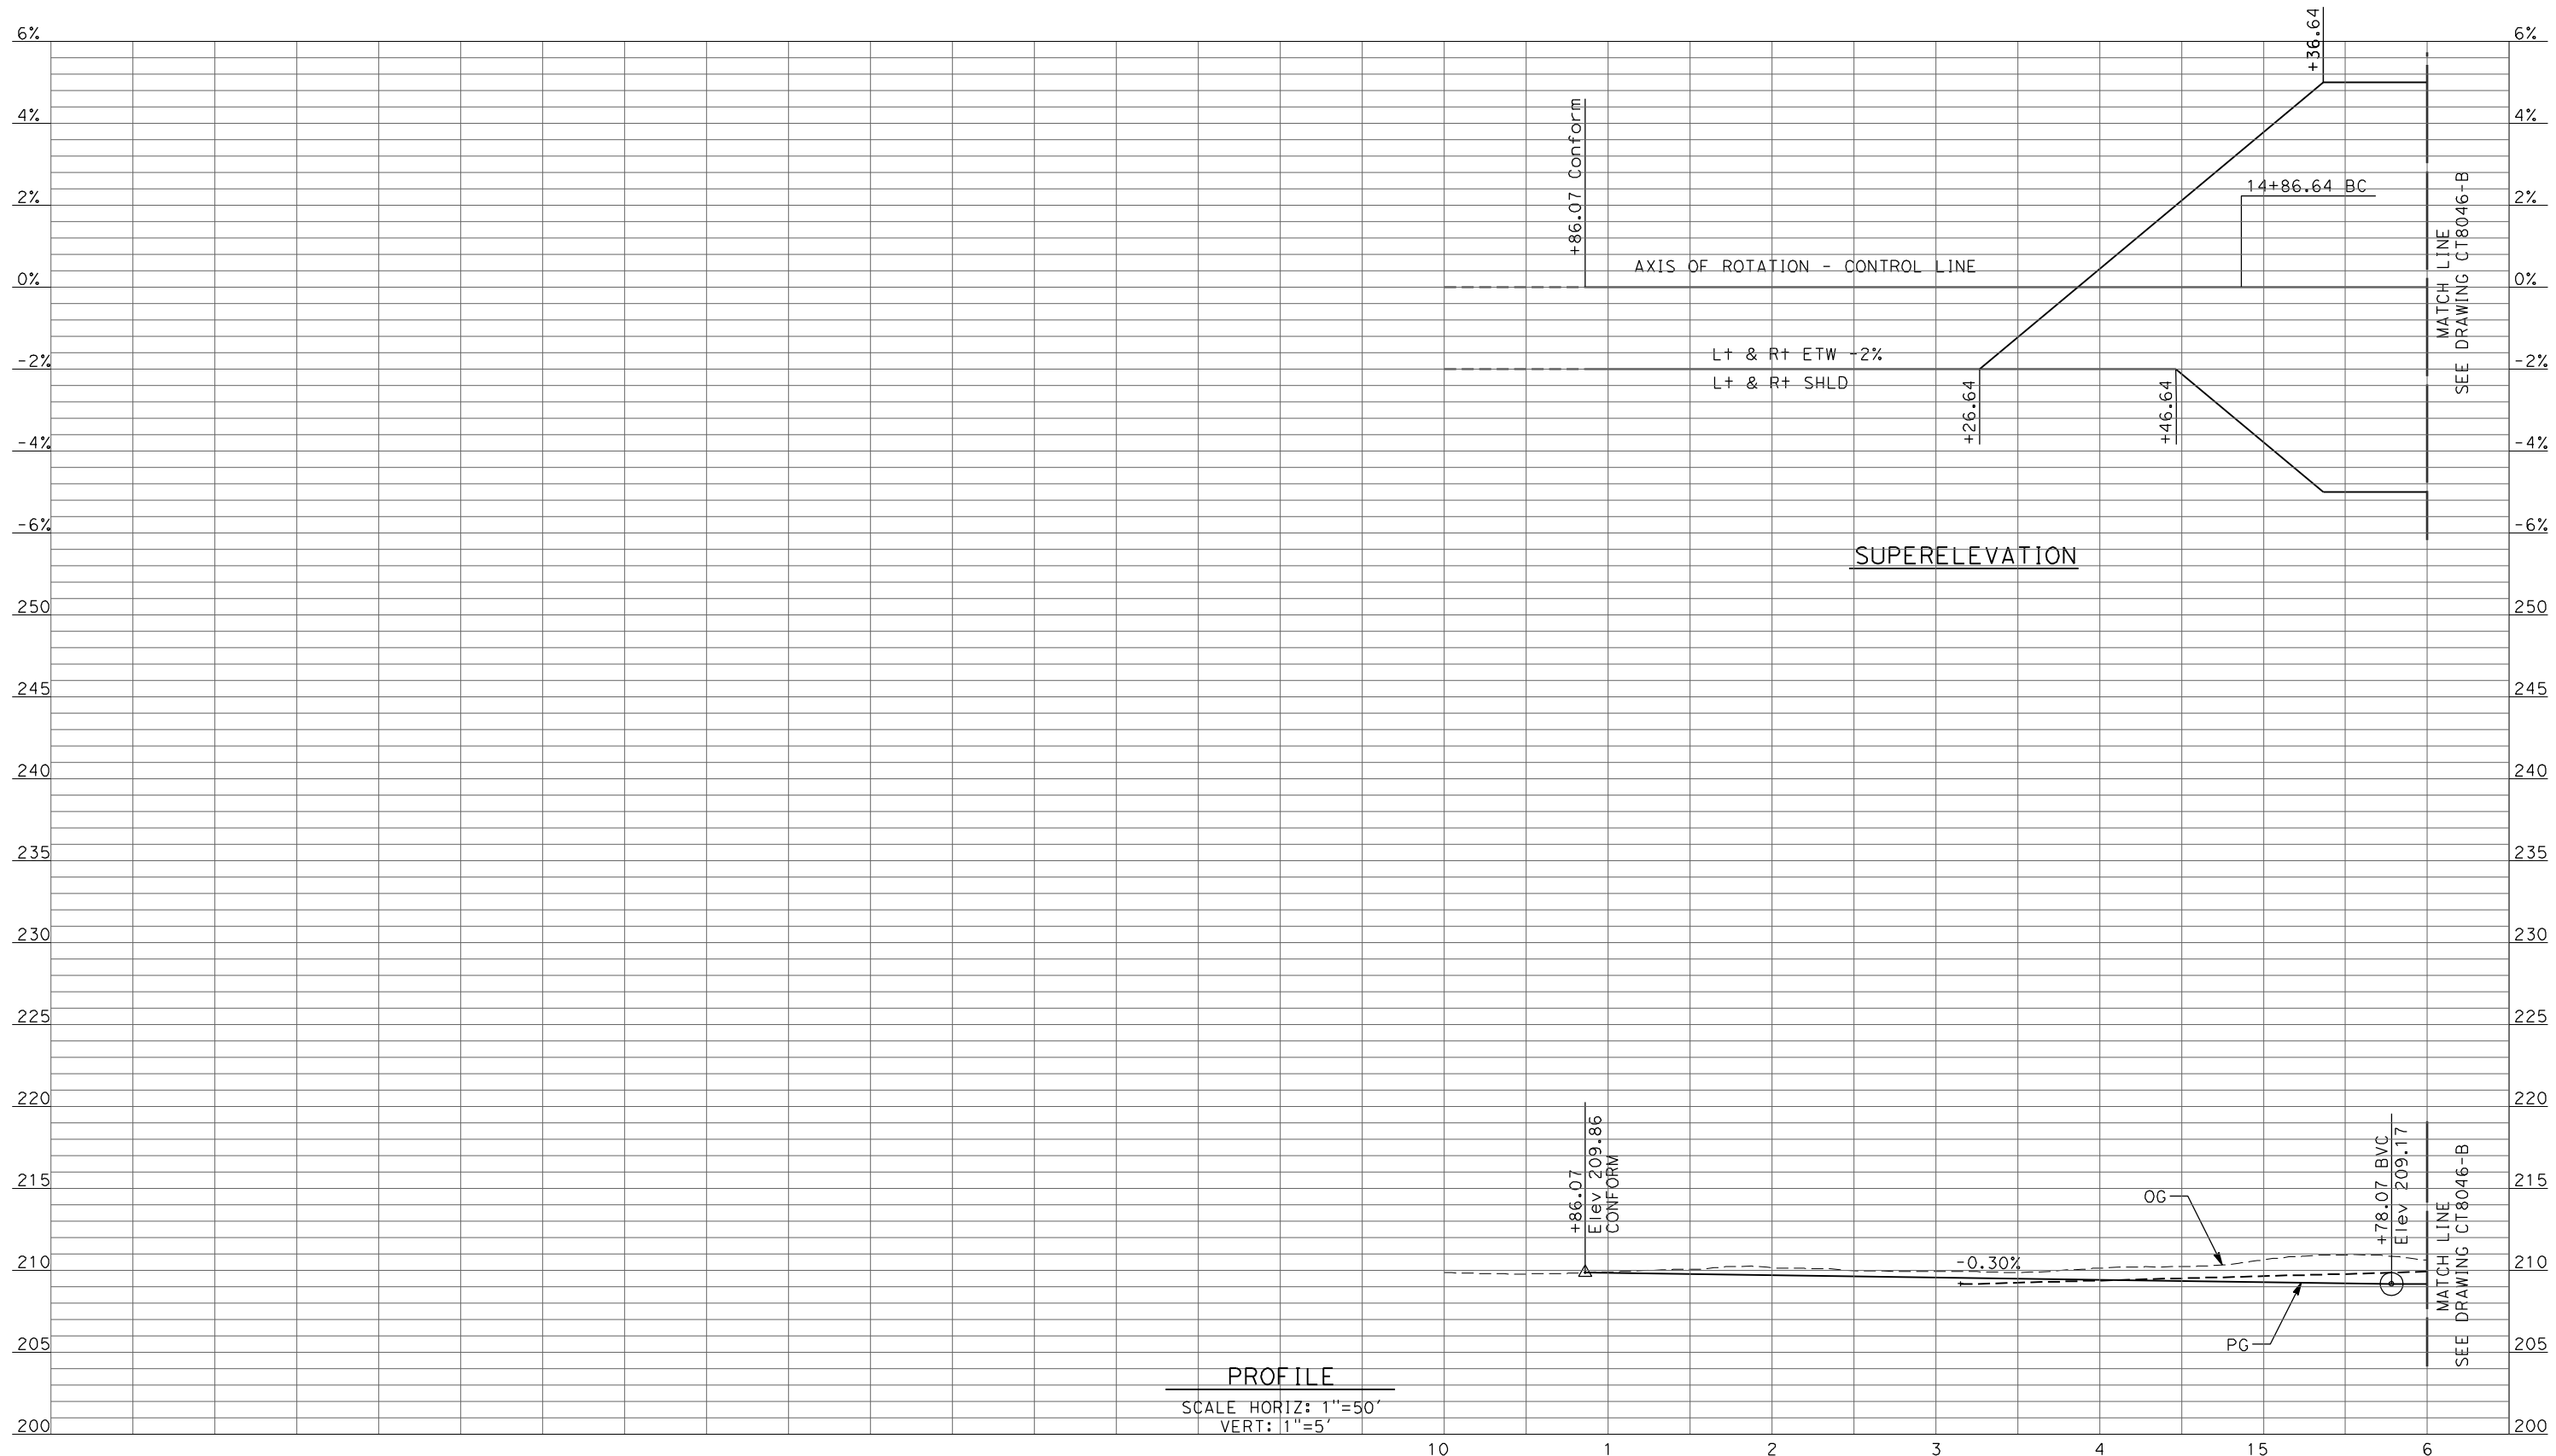 +36.64
6% 6%
+86.07 Conform
4% 4%
14+86.64 BC
2% 2%
AXIS OF ROTATION - CONTROL LINE
0% 0%
MATCH LINE
SEE DRAWING CT8046-B
Lt & Rt ETW -2%
-2% -2%
Lt & Rt SHLD
+26.64
+46.64
-4% -4%
-6% -6%
SUPERELEVATION
250 250
245 245
240 240
235 235
230 230
225 225
220 220
+86.07
Elev 209.86
CONFORM
+78.07 BVC
Elev 209.17
MATCH LINE
SEE DRAWING CT8046-B
215 215
OG
210 210
-0.30%
PG
205 205
PROFILE
SCALE HORIZ: 1"=50'
VERT: 1"=5'
200 200
10 1 2 3 4 15 6